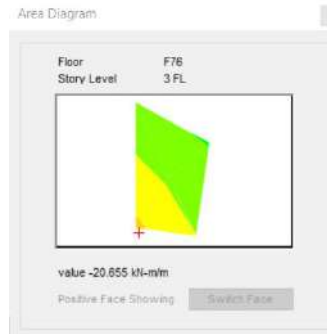 Area Diagram
Floor F76
Story Level 3 FL
value -20.655 kN-m/m
Positive Face Showing Switch Face